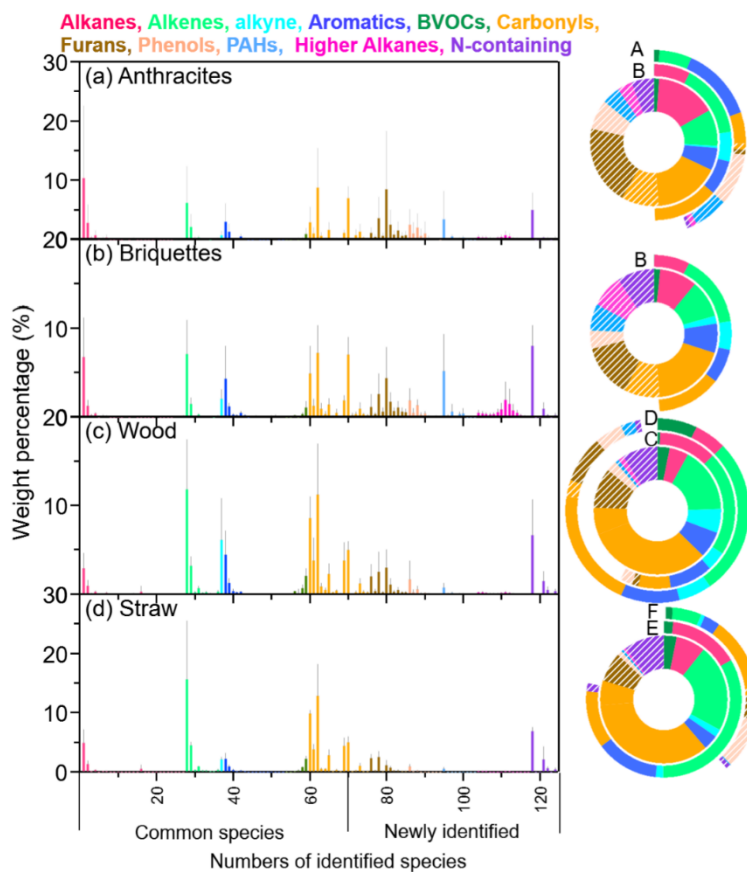 Alkanes, Alkenes, alkyne, Aromatics, BVOCs, Carbonyls,
Furans, Phenols, PAHs, Higher Alkanes, N-containing
Weight percentage (%)
30
(a) Anthracites
20
10
20
(b) Briquettes
10
20
(c) Wood
10
30
(d) Straw
20
10
0
20 40 60 80 100 120
Common species Newly identified
Numbers of identified species
A
B
B
D
C
F
E